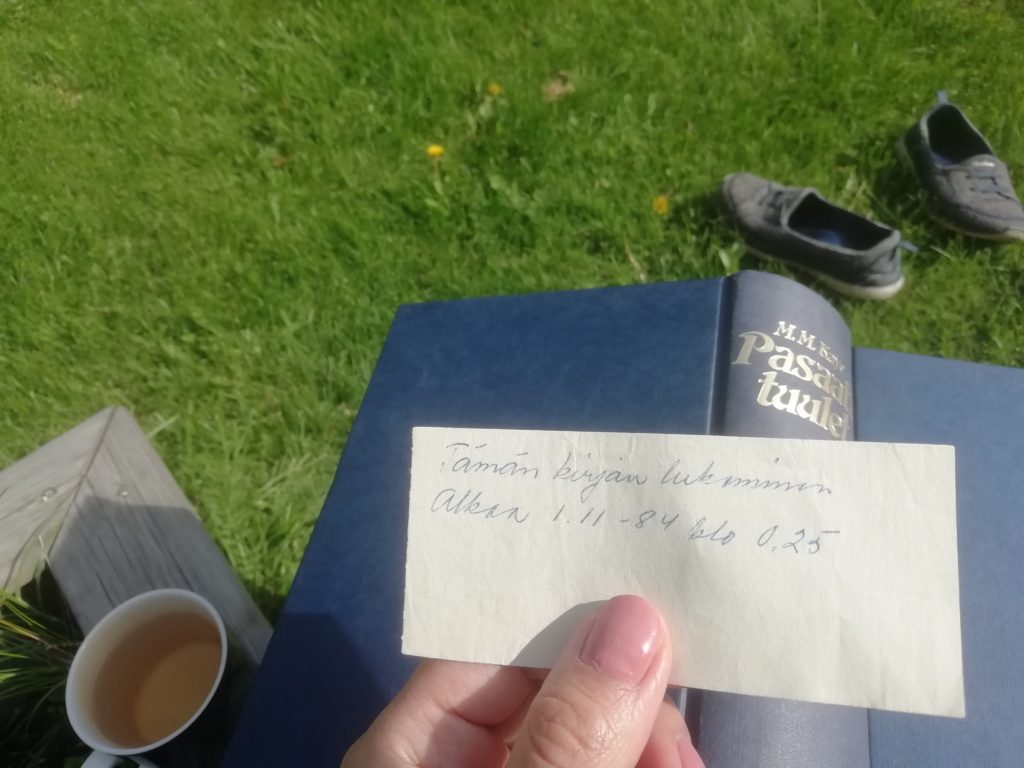 M.M. Kaye
Pasaati
tuulet
Tämän kirjan lukeminen
Alkaa 1.11 -84 klo 0.25